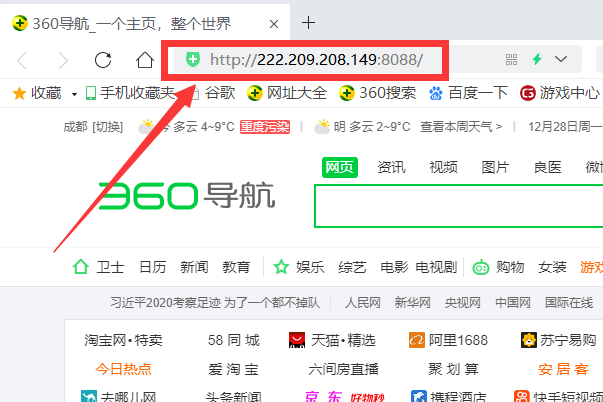 360导航_一个主页，整个世界
http://222.209.208.149:8088/
收藏 手机收藏夹 谷歌 网址大全 360搜索 百度一下 游戏中心
成都 [切换] 今 多云 4~9°C 重度污染 明 多云 2~9°C 查看本周天气 > 12月28日 周一
网页 资讯 视频 图片 良医 微博
360导航
卫士 日历 新闻 教育 娱乐 综艺 电影 电视剧 购物 女装 游戏
习近平2020考察足迹 为了一个都不掉队 人民网 新华网 央视网 中国网 国际在线
淘宝网·特卖 58 同 城 天猫·精选 阿里1688 苏宁易购
今日热点 爱 淘 宝 六间房直播 聚 划 算 安 居 客
去哪儿网 头条新闻 京 东 好物秒 携程酒店 快手短视频